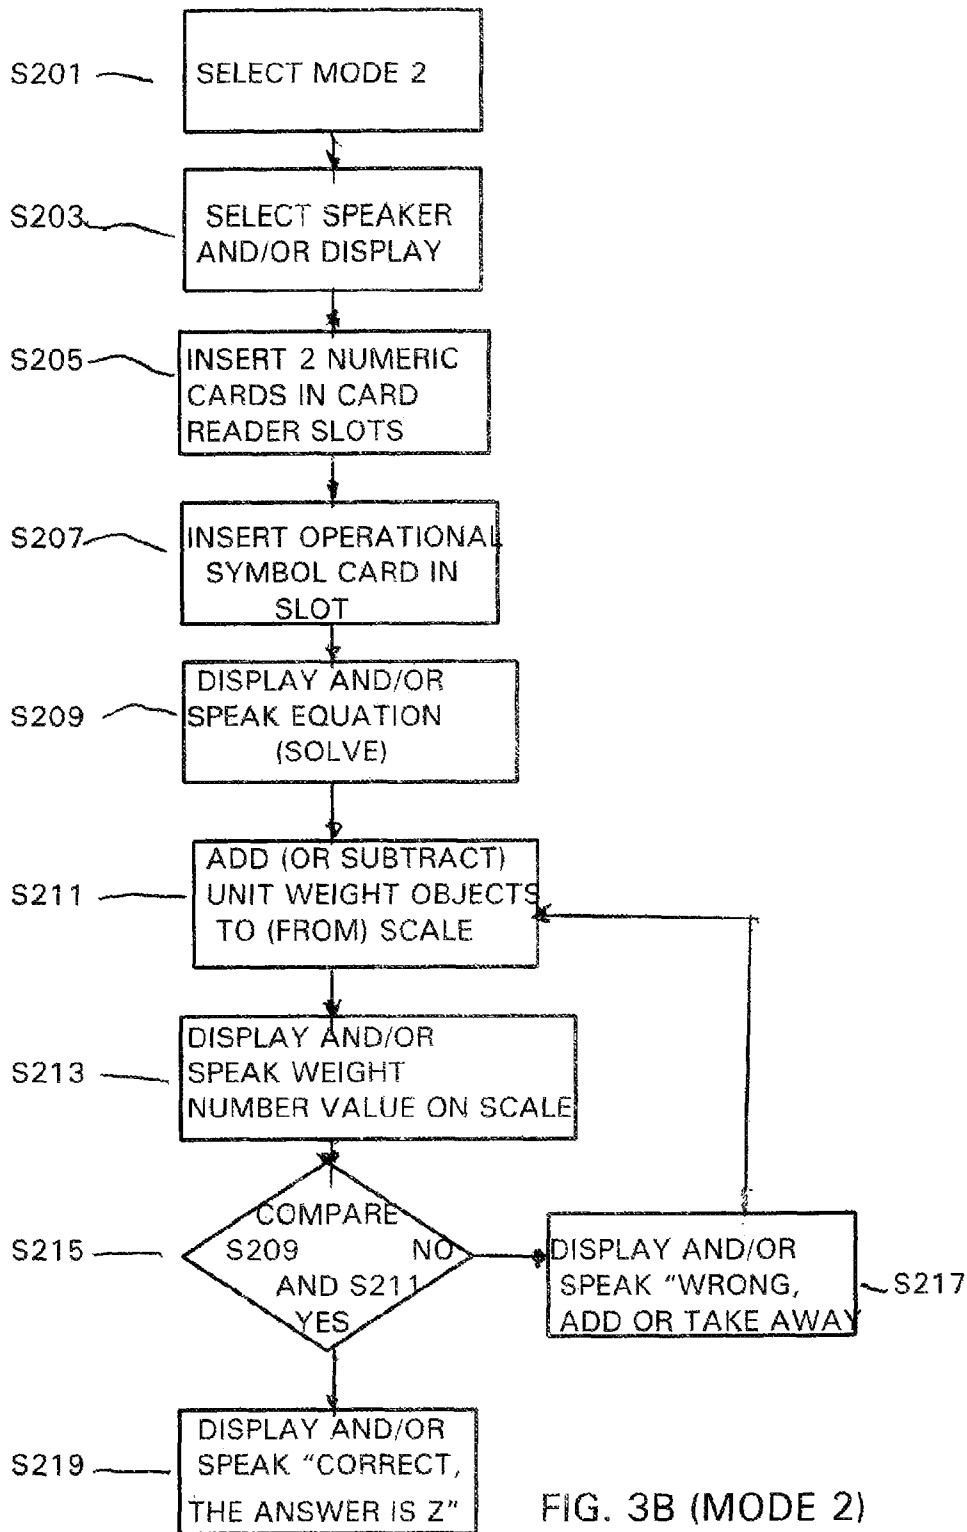 S201
SELECT MODE 2
S203
SELECT SPEAKER
AND/OR DISPLAY
S205
INSERT 2 NUMERIC
CARDS IN CARD
READER SLOTS
S207
INSERT OPERATIONAL
SYMBOL CARD IN
SLOT
S209
DISPLAY AND/OR
SPEAK EQUATION
(SOLVE)
S211
ADD (OR SUBTRACT)
UNIT WEIGHT OBJECTS
TO (FROM) SCALE
S213
DISPLAY AND/OR
SPEAK WEIGHT
NUMBER VALUE ON SCALE
S215
COMPARE
S209 NO
AND S211
YES
DISPLAY AND/OR
SPEAK “WRONG,
ADD OR TAKE AWAY
S217
S219
DISPLAY AND/OR
SPEAK “CORRECT,
THE ANSWER IS Z”
FIG. 3B (MODE 2)